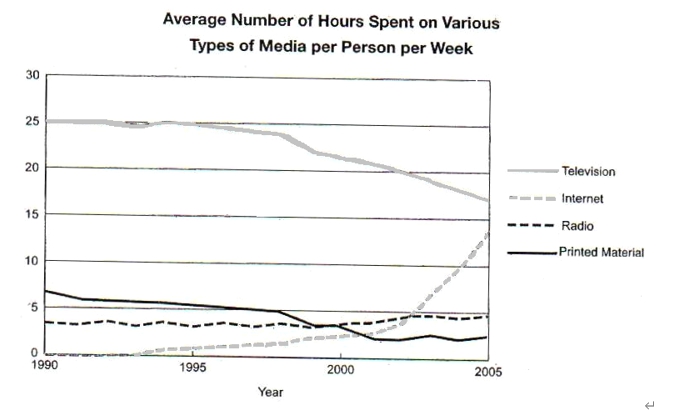 Average Number of Hours Spent on Various
Types of Media per Person per Week
30
25
20
15
10
5
0
1990
1995
2000
2005
Year
Television
Internet
Radio
Printed Material